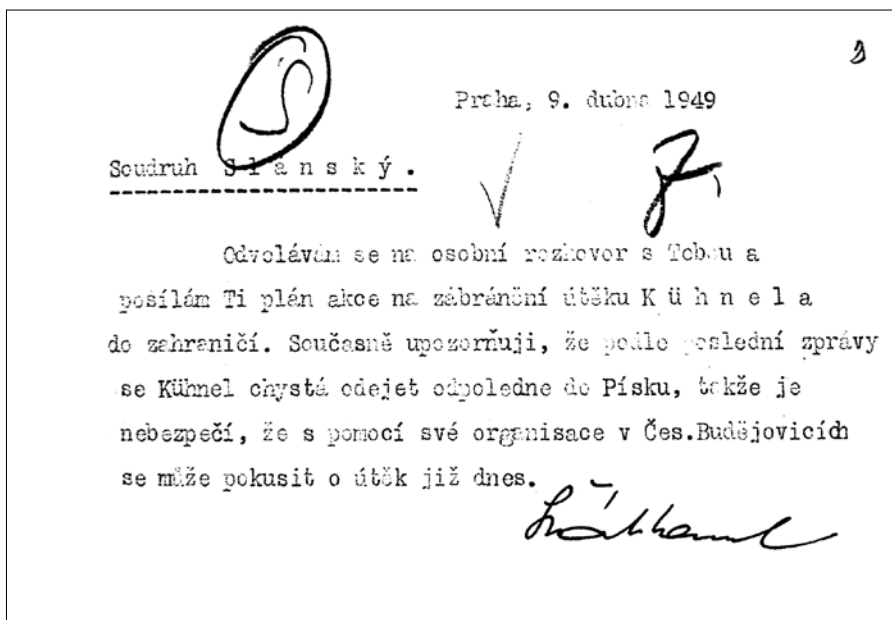 Praha, 9. dubna 1949
Soudruh S l á n s k ý .
Odvolávám se na osobní rozhovor s Tebou a
posílám Ti plán akce na zábránění útěku K ü h n e l a
do zahraničí. Současně upozorňuji, že podle poslední zprávy
se Kühnel chystá odejet odpoledne do Písku, takže je
nebezpečí, že s pomocí své organisace v Čes.Budějovicích
se může pokusit o útěk již dnes.